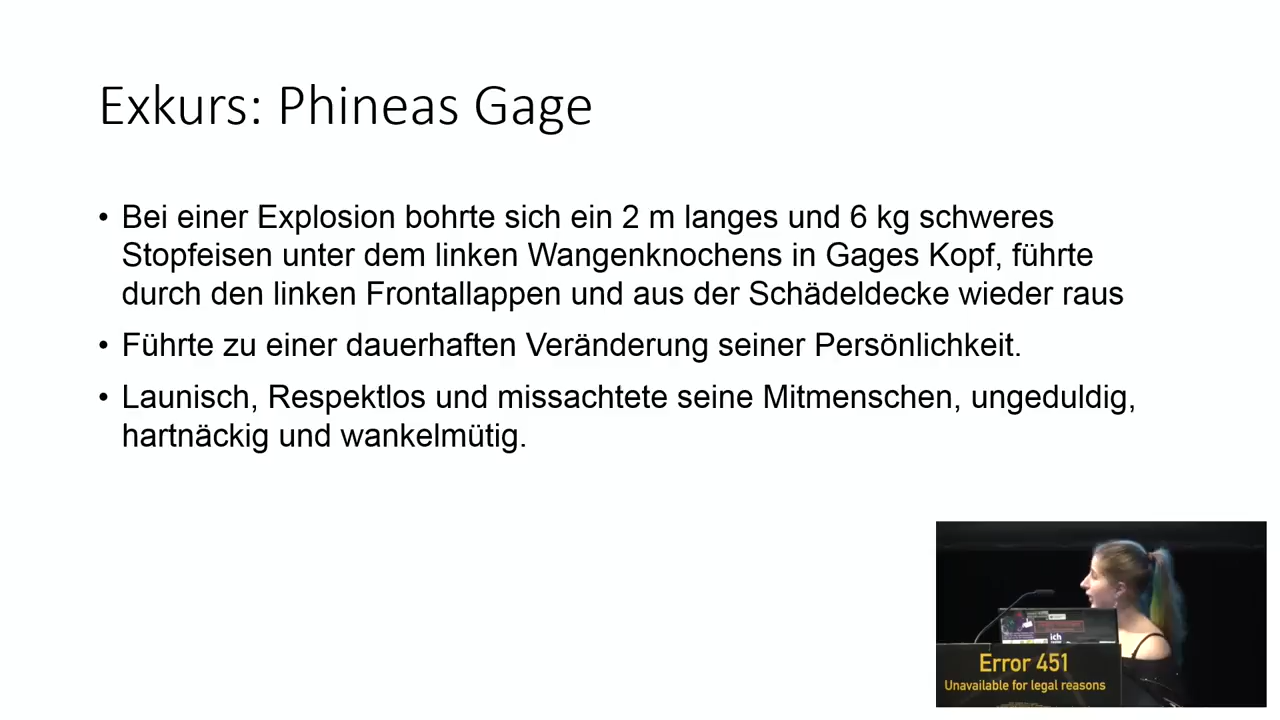 Exkurs: Phineas Gage
• Bei einer Explosion bohrte sich ein 2 m langes und 6 kg schweres
Stopfeisen unter dem linken Wangenknochens in Gages Kopf, führte
durch den linken Frontallappen und aus der Schädeldecke wieder raus
• Führte zu einer dauerhaften Veränderung seiner Persönlichkeit.
• Launisch, Respektlos und missachtete seine Mitmenschen, ungeduldig,
hartnäckig und wankelmütig.
ich
Error 451
Unavailable for legal reasons